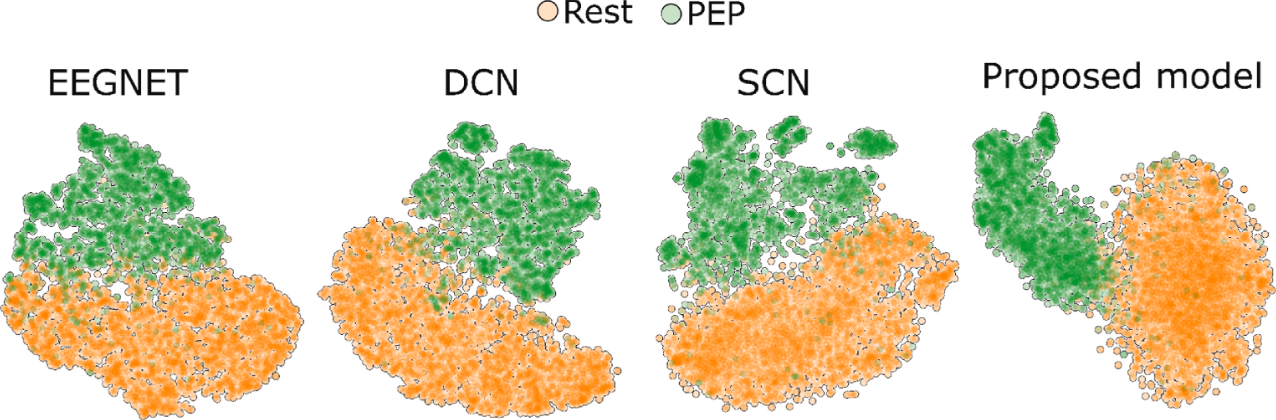 Rest PEP
EEGNET DCN SCN Proposed model